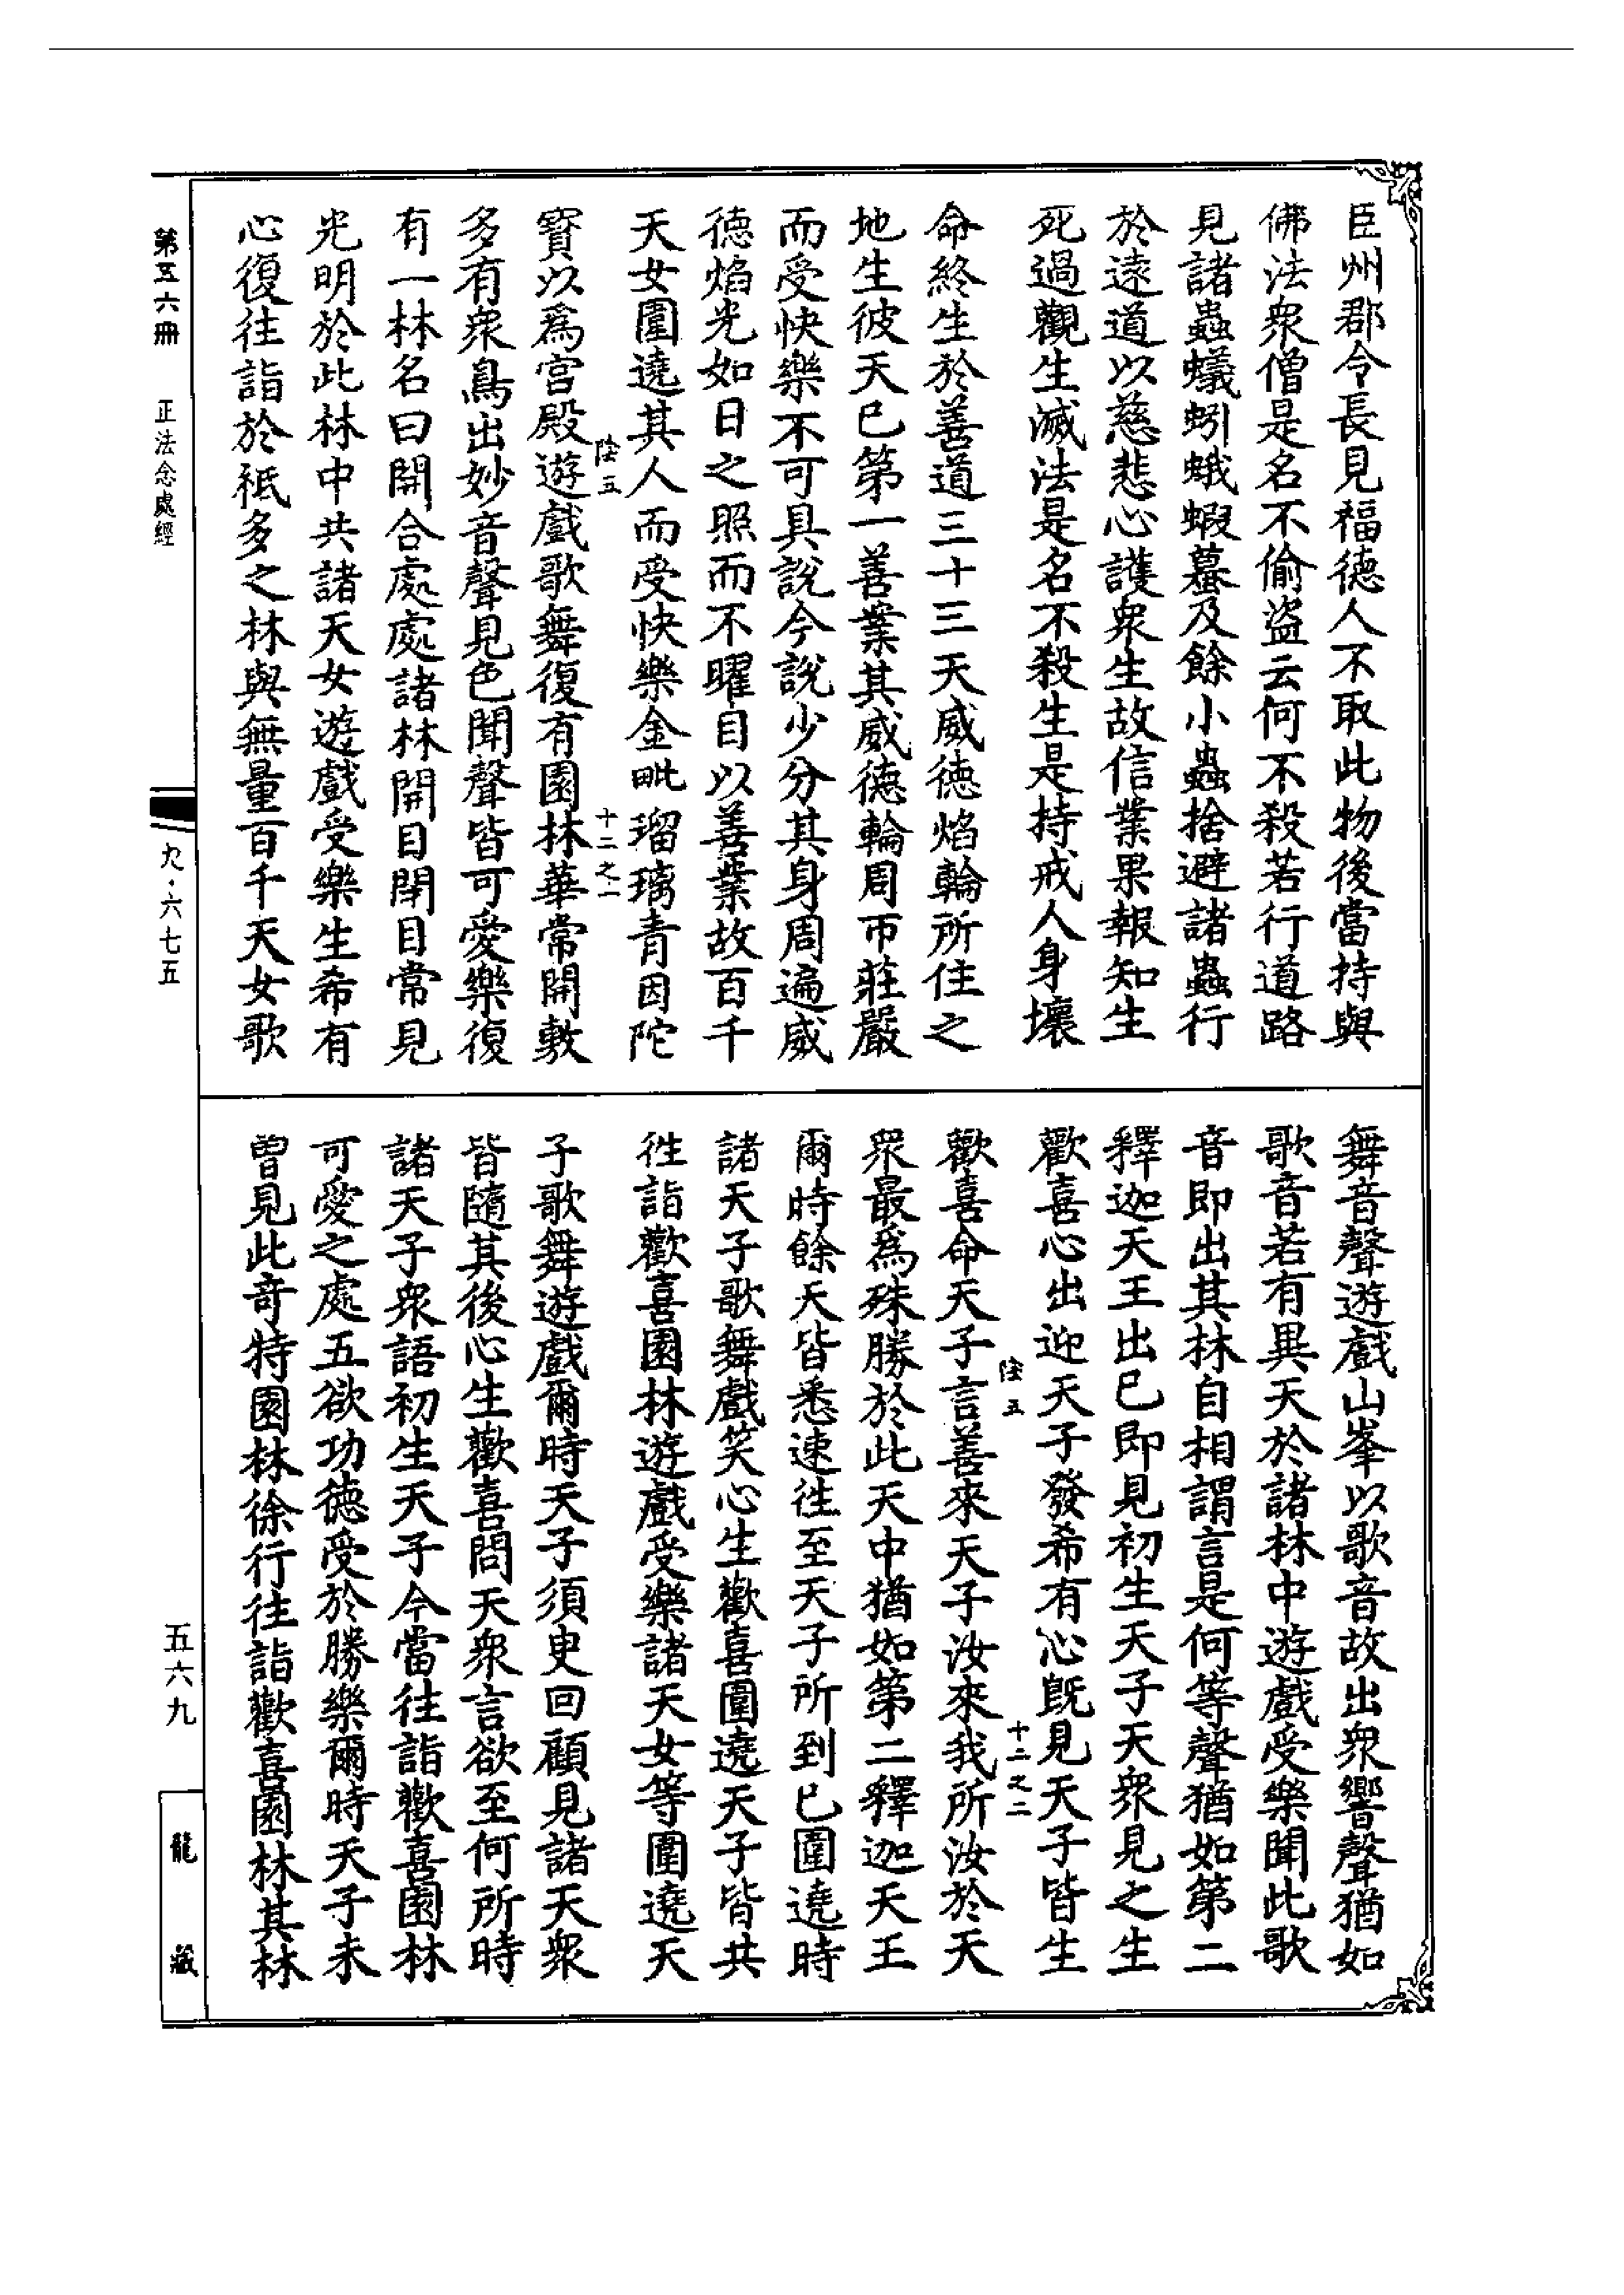 臣州郡令長見福德人不取此物後當持與
佛法衆僧是名不偷盜云何不殺若行道路
見諸蟲蟻蚓蛾蝦蟇及餘小蟲捨避諸蟲行
於遠道以慈悲心護衆生故信業果報知生
死過觀生滅法是名不殺生是持戒人身壞
命終生於善道三十三天威德焰輪所住之
地生彼天已第一善業其威德輪周帀莊嚴
而受快樂不可具說今說少分其身周遍威
德焰光如日之照而不曜目以善業故百千
天女圍遶其人而受快樂金毗瑠璃青因陀
陸五
十二之一
寶以爲宮殿遊戲歌舞復有園林華常開敷
多有衆鳥出妙音聲見色聞聲皆可愛樂復
有一林名曰開合處處諸林開目閉目常見
光明於此林中共諸天女遊戲受樂生希有
心復往詣於秖多之林與無量百千天女歌
舞音聲遊戲山峯以歌音故出衆響聲猶如
歌音若有異天於諸林中遊戲受樂聞此歌
音即出其林自相謂言是何等聲猶如第二
釋迦天王出已即見初生天子天衆見之生
歡喜心出迎天子發希有心旣見天子皆生
陸五
十二之二
歡喜命天子言善來天子汝來我所汝於天
衆最爲殊勝於此天中猶如第二釋迦天王
爾時餘天皆悉速往至天子所到已圍遶時
諸天子歌舞戲笑心生歡喜圍遶天子皆共
往詣歡喜園林遊戲受樂諸天女等圍遶天
子歌舞遊戲爾時天子須臾回顧見諸天衆
皆隨其後心生歡喜問天衆言欲至何所時
諸天子衆語初生天子今當往詣歡喜園林
可愛之處五欲功德受於勝樂爾時天子未
曾見此奇特園林徐行往詣歡喜園林其林
第五六冊
正法念處經
九·六七五
五六九
龍藏